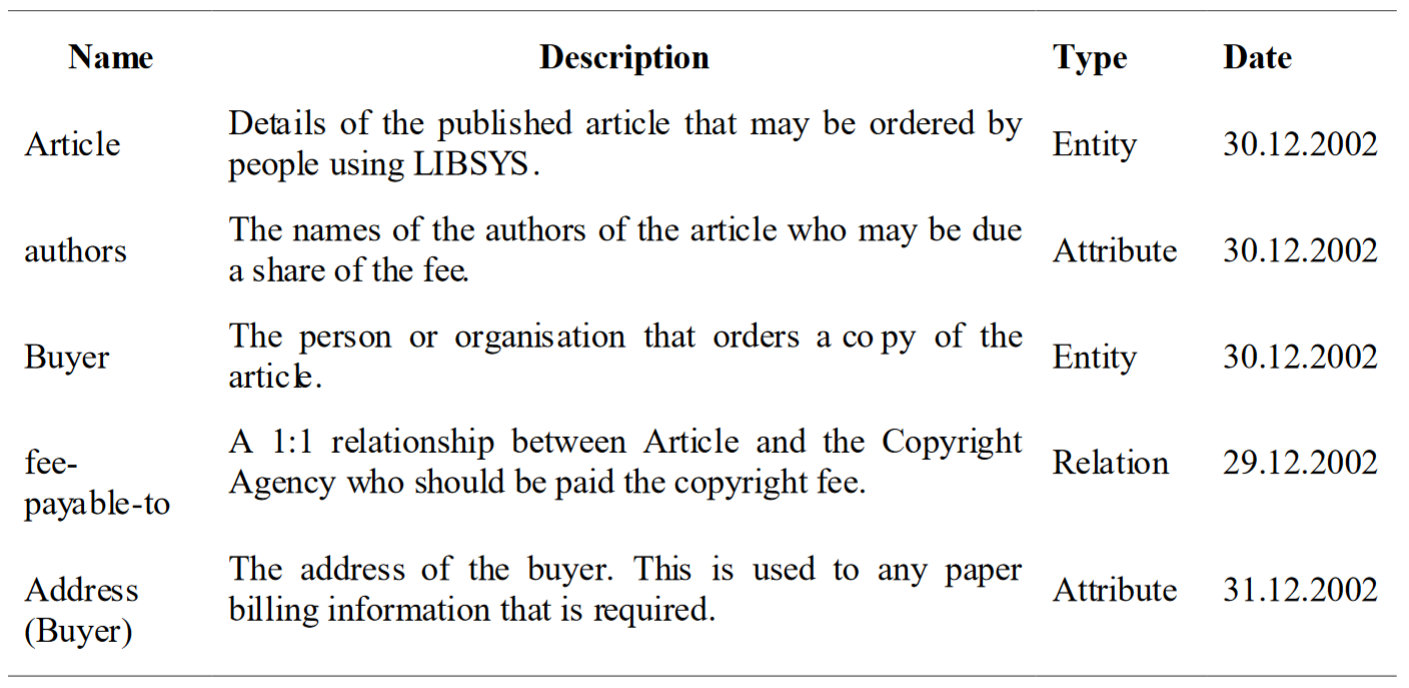 Name Description Type Date
Article
Details of the published article that may be ordered by
people using LIBSYS.
Entity 30.12.2002
authors
The names of the authors of the article who may be due
a share of the fee.
Attribute 30.12.2002
Buyer
The person or organisation that orders a copy of the
article.
Entity 30.12.2002
fee-
payable-to
A 1:1 relationship between Article and the Copyright
Agency who should be paid the copyright fee.
Relation 29.12.2002
Address
(Buyer)
The address of the buyer. This is used to any paper
billing information that is required.
Attribute 31.12.2002